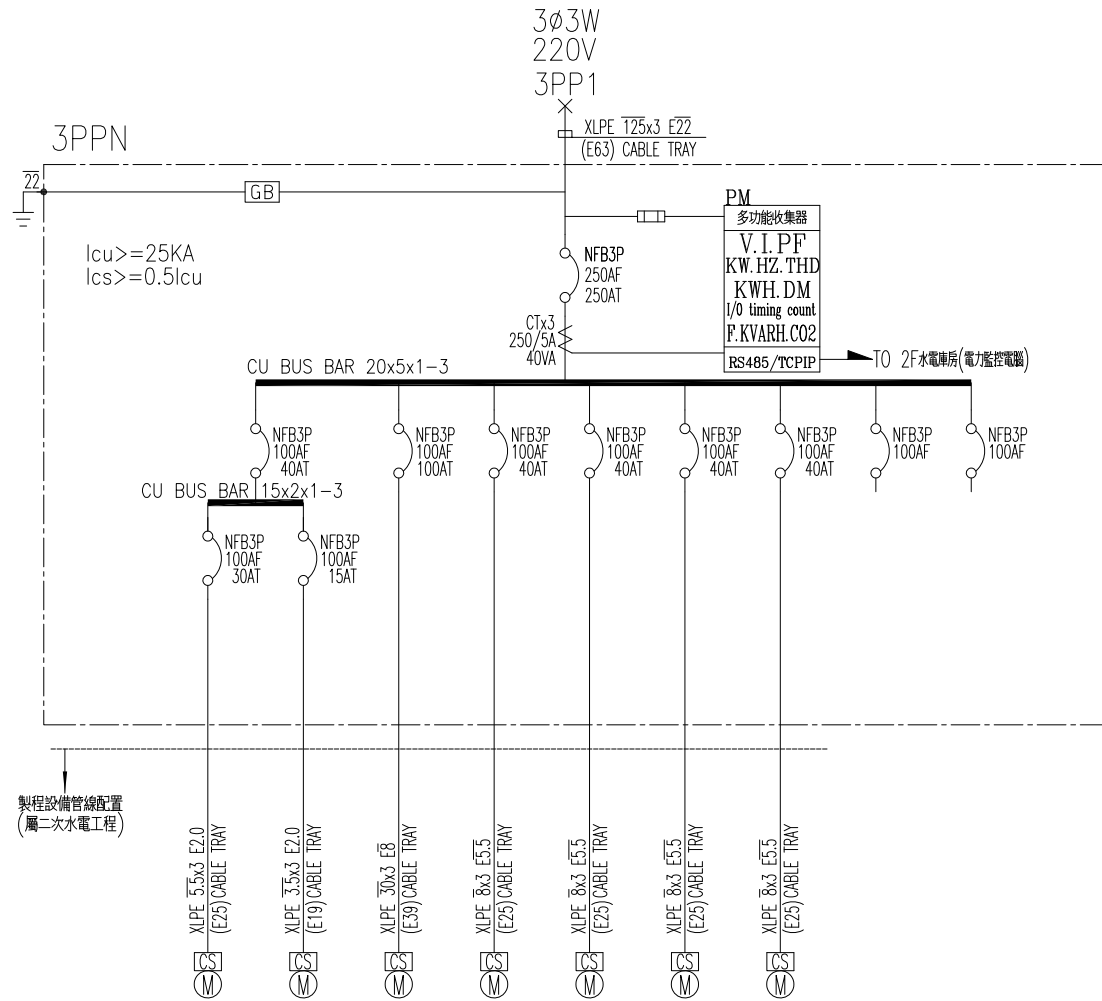 3ø3W
220V
3PP1
XLPE 125x3 E22
(E63) CABLE TRAY
3PPN
22
GB
Icu>=25KA
Ics>=0.5Icu
PM
多功能收集器
V.I.PF
KW.HZ.THD
KWH.DM
I/O timing count
F.KVARH.CO2
RS485/TCPIP
TO 2F水電庫房(電力監控電腦)
NFB3P
250AF
250AT
CTx3
250/5A
40VA
CU BUS BAR 20x5x1-3
NFB3P
100AF
40AT
NFB3P
100AF
100AT
NFB3P
100AF
40AT
NFB3P
100AF
40AT
NFB3P
100AF
40AT
NFB3P
100AF
40AT
NFB3P
100AF
NFB3P
100AF
CU BUS BAR 15x2x1-3
NFB3P
100AF
30AT
NFB3P
100AF
15AT
製程設備管線配置
(屬二次水電工程)
XLPE 5.5x3 E2.0
(E25) CABLE TRAY
XLPE 3.5x3 E2.0
(E19) CABLE TRAY
XLPE 30x3 E8
(E39) CABLE TRAY
XLPE 8x3 E5.5
(E25) CABLE TRAY
XLPE 8x3 E5.5
(E25) CABLE TRAY
XLPE 8x3 E5.5
(E25) CABLE TRAY
XLPE 8x3 E5.5
(E25) CABLE TRAY
CS CS CS CS CS CS CS
M M M M M M M